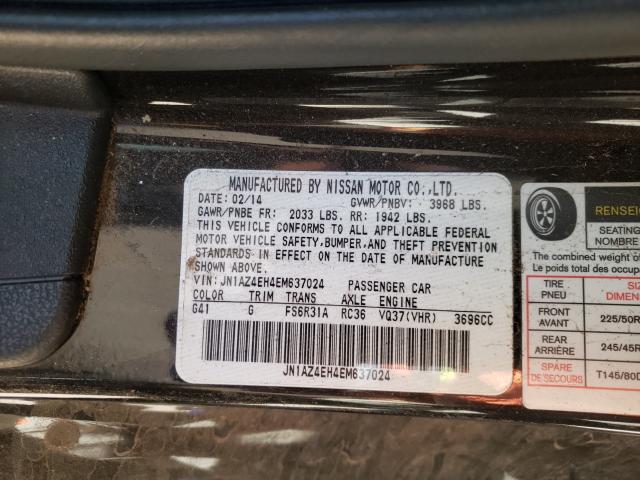 MANUFACTURED BY NISSAN MOTOR CO.,LTD.
DATE: 02/14 GVWR/PNBV: 3968 LBS.
GAWR/PNBE FR: 2033 LBS. RR: 1942 LBS.
THIS VEHICLE CONFORMS TO ALL APPLICABLE FEDERAL
MOTOR VEHICLE SAFETY,BUMPER,AND THEFT PREVENTION
STANDARDS IN EFFECT ON THE DATE OF MANUFACTURE
SHOWN ABOVE.
VIN: JN1AZ4EH4EM637024 PASSENGER CAR
COLOR TRIM TRANS AXLE ENGINE
G41 G FS6R31A RC36 VQ37(VHR) 3696CC
JN1AZ4EH4EM637024
SEATING
NOMBRE
The combined weight of
Le poids total des occu
TIRE
PNEU
FRONT
AVANT
225/50R
REAR
ARRIÈRE
245/45R
SPARE
DE SECOURS
T145/80D